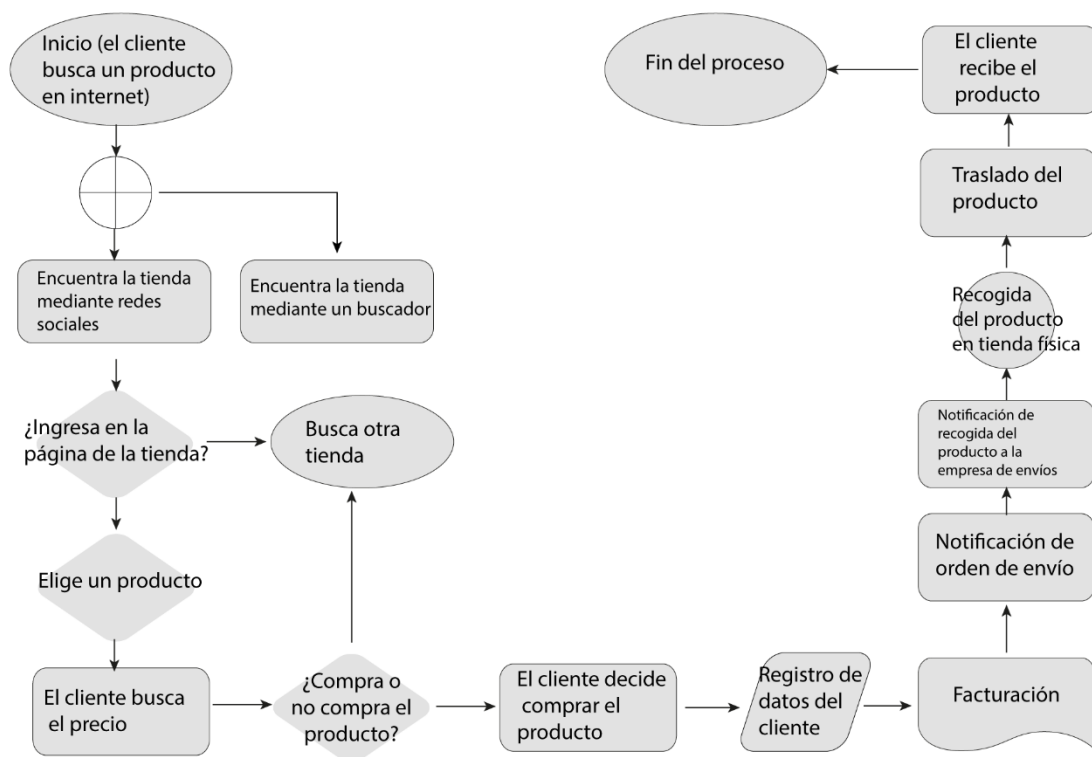 Inicio (el cliente
busca un producto
en internet)
Encuentra la tienda
mediante redes
sociales
Encuentra la tienda
mediante un buscador
¿Ingresa en la
página de la tienda?
Busca otra
tienda
Elige un producto
El cliente busca
el precio
¿Compra o
no compra el
producto?
El cliente decide
comprar el
producto
Registro de
datos del
cliente
Facturación
Notificación de
orden de envío
Notificación de
recogida del
producto a la
empresa de envíos
Recogida
del producto
en tienda física
Traslado del
producto
El cliente
recibe el
producto
Fin del proceso